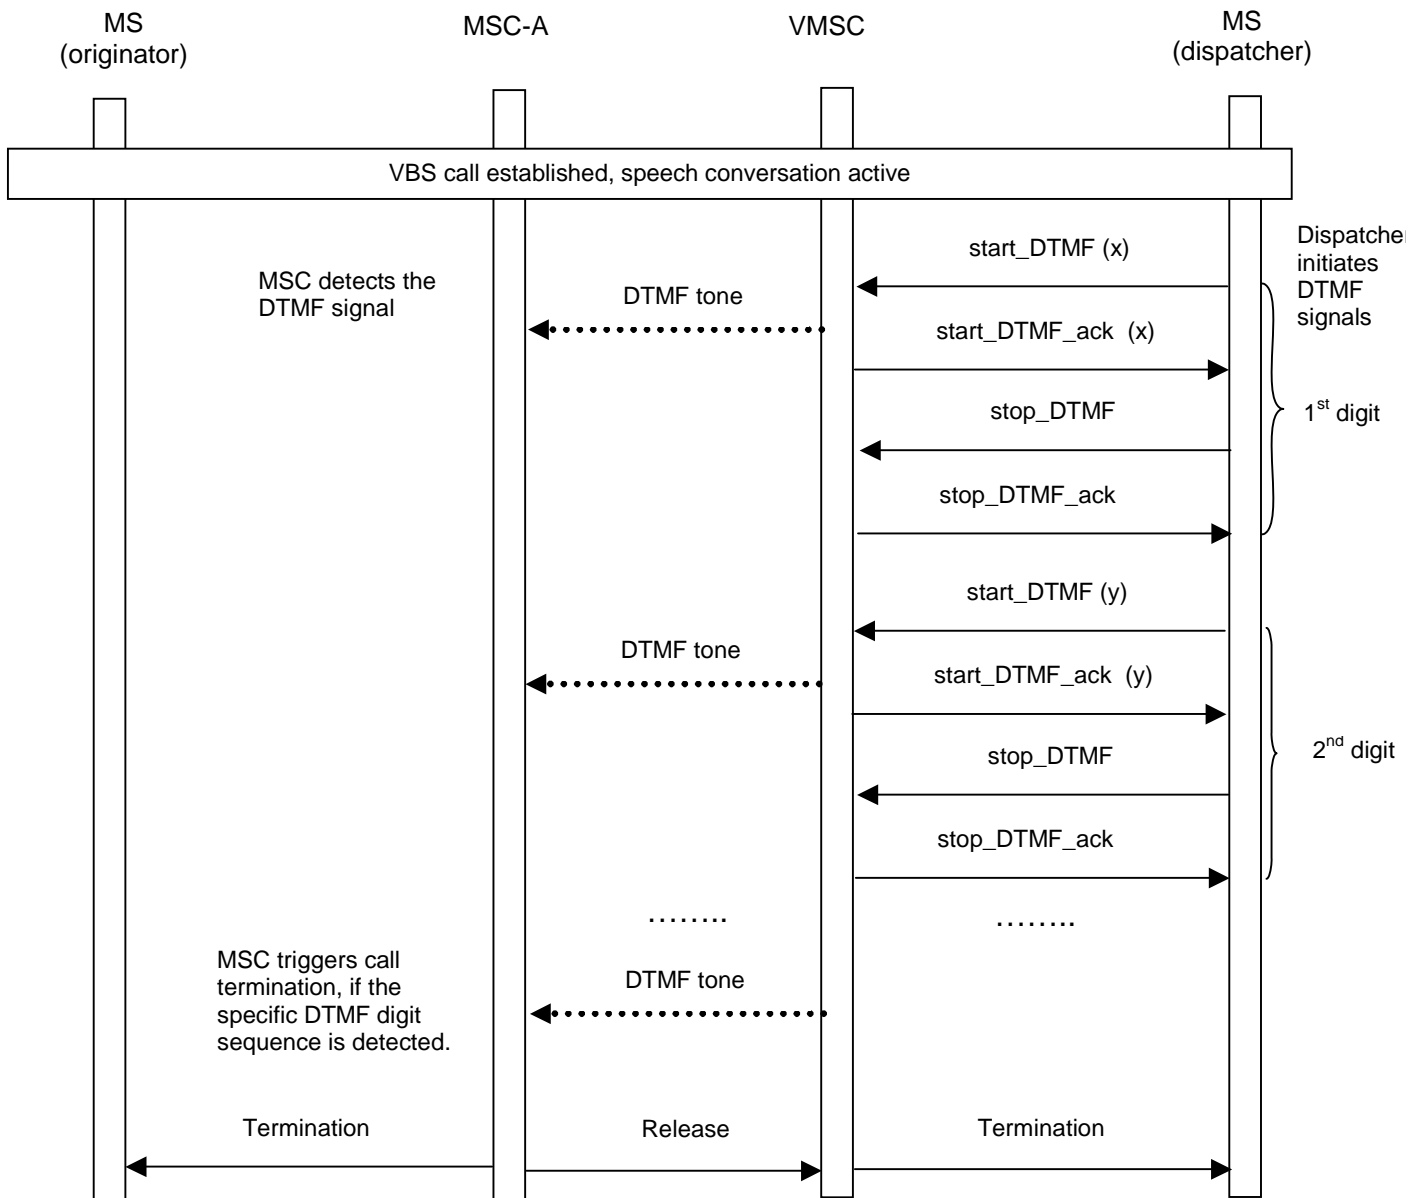 MS
(originator)
MSC-A
VMSC
MS
(dispatcher)
VBS call established, speech conversation active
start_DTMF (x)
Dispatcher
initiates
DTMF
signals
MSC detects the
DTMF signal
DTMF tone
start_DTMF_ack (x)
stop_DTMF
1st digit
stop_DTMF_ack
start_DTMF (y)
DTMF tone
start_DTMF_ack (y)
stop_DTMF
2nd digit
stop_DTMF_ack
........
........
MSC triggers call
termination, if the
specific DTMF digit
sequence is detected.
DTMF tone
Termination
Release
Termination